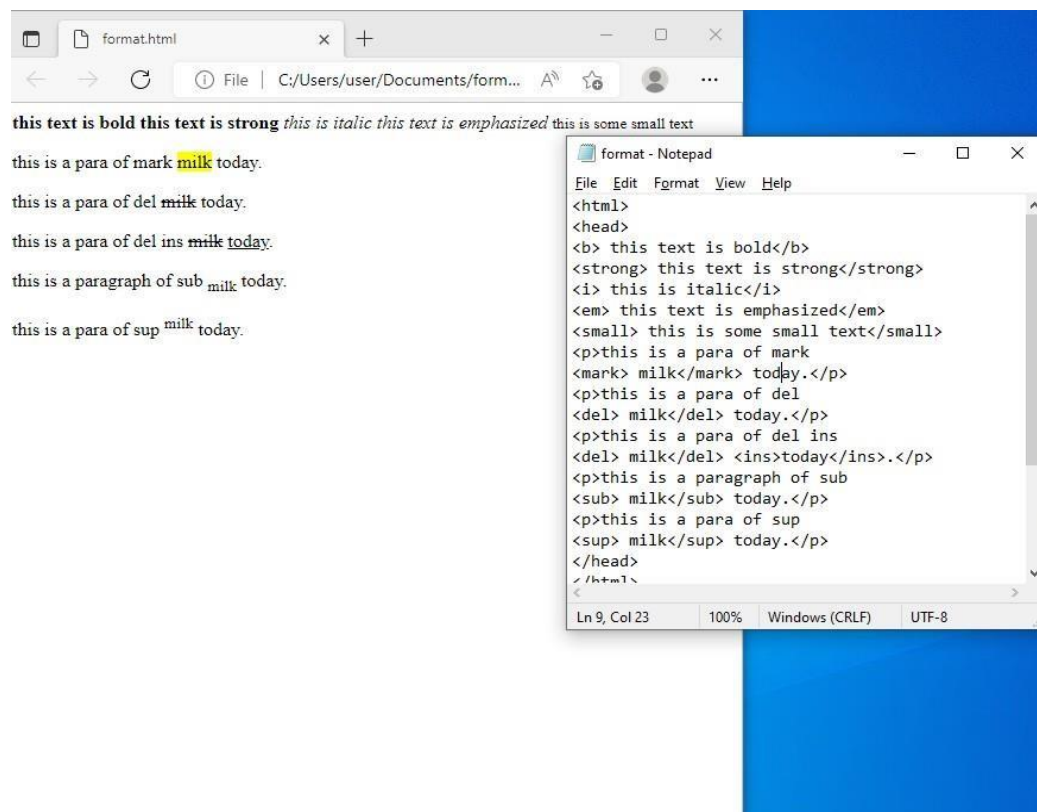 format.html
File | C:/Users/user/Documents/form...
this text is bold this text is strong this is italic this text is emphasized this is some small text
this is a para of mark milk today.
this is a para of del milk today.
this is a para of del ins milk today.
this is a paragraph of sub milk today.
this is a para of sup milk today.
format - Notepad
File Edit Format View Help
<html>
<head>
<b> this text is bold</b>
<strong> this text is strong</strong>
<i> this is italic</i>
<em> this text is emphasized</em>
<small> this is some small text</small>
<p>this is a para of mark
<mark> milk</mark> today.</p>
<p>this is a para of del
<del> milk</del> today.</p>
<p>this is a para of del ins
<del> milk</del> <ins>today</ins>.</p>
<p>this is a paragraph of sub
<sub> milk</sub> today.</p>
<p>this is a para of sup
<sup> milk</sup> today.</p>
</head>
</html>
Ln 9, Col 23 100% Windows (CRLF) UTF-8